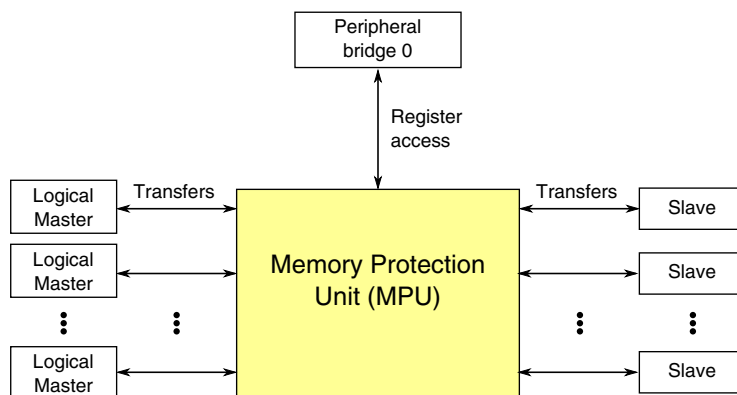 Peripheral
bridge 0
Register
access
Logical
Master
Transfers
Transfers
Slave
Logical
Master
Memory Protection
Unit (MPU)
Slave
Logical
Master
Slave